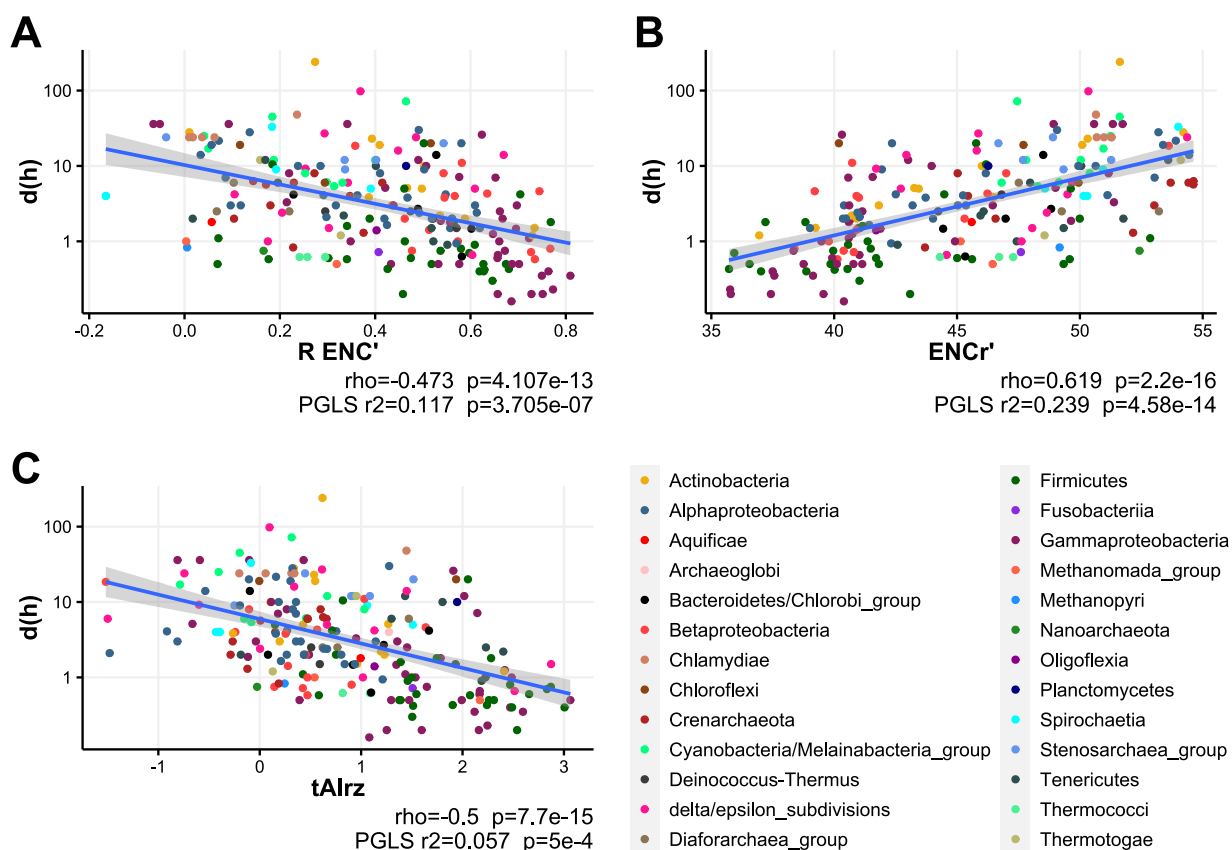 A
d(h)
100
10
1
-0.2 0.0 0.2 0.4 0.6 0.8
R ENC'
rho=-0.473 p=4.107e-13
PGLS r2=0.117 p=3.705e-07
B
d(h)
100
10
1
35 40 45 50 55
ENCr'
rho=0.619 p=2.2e-16
PGLS r2=0.239 p=4.58e-14
C
d(h)
100
10
1
-1 0 1 2 3
tAIrz
rho=-0.5 p=7.7e-15
PGLS r2=0.057 p=5e-4
Actinobacteria
Alphaproteobacteria
Aquificae
Archaeoglobi
Bacteroidetes/Chlorobi_group
Betaproteobacteria
Chlamydiae
Chloroflexi
Crenarchaeota
Cyanobacteria/Melainabacteria_group
Deinococcus-Thermus
delta/epsilon_subdivisions
Diaforarchaea_group
Firmicutes
Fusobacteriia
Gammaproteobacteria
Methanomada_group
Methanopyri
Nanoarchaeota
Oligoflexia
Planctomycetes
Spirochaetia
Stenosarchaea_group
Tenericutes
Thermococci
Thermotogae